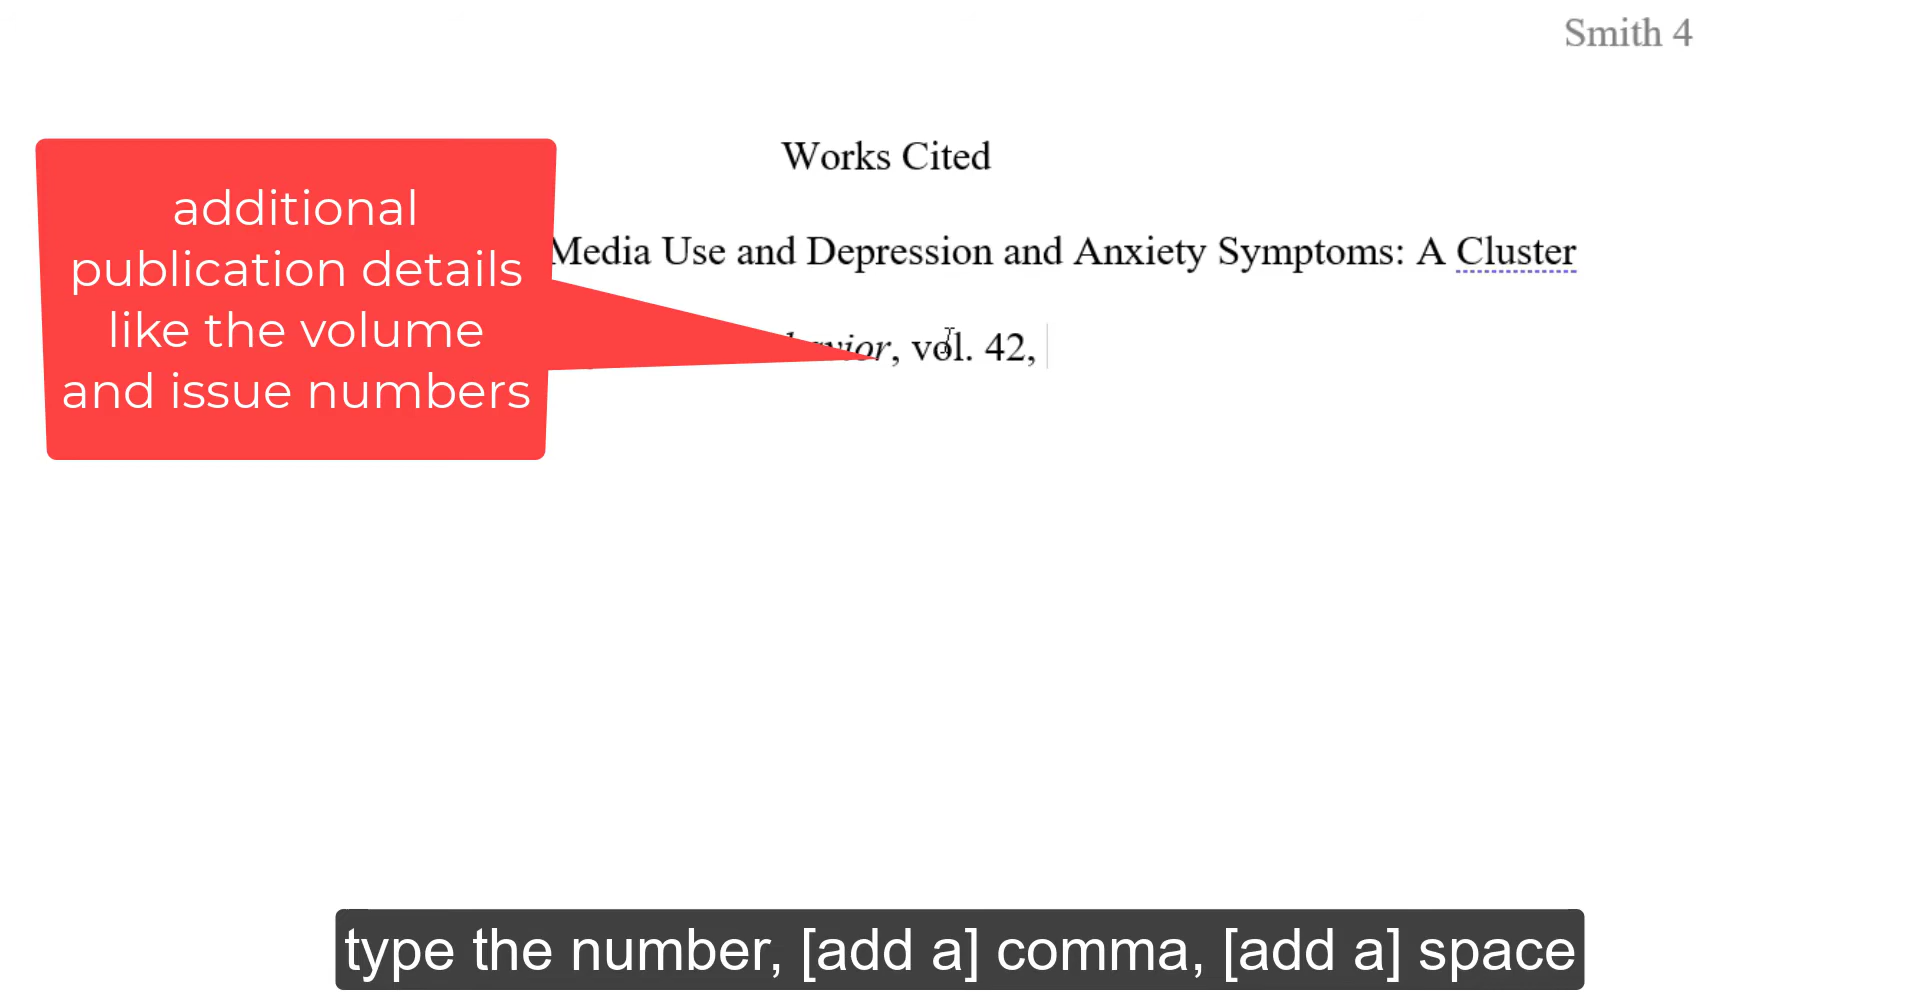 Smith 4
Works Cited
additional
publication details
like the volume
and issue numbers
Media Use and Depression and Anxiety Symptoms: A Cluster
vol. 42,
type the number, [add a] comma, [add a] space